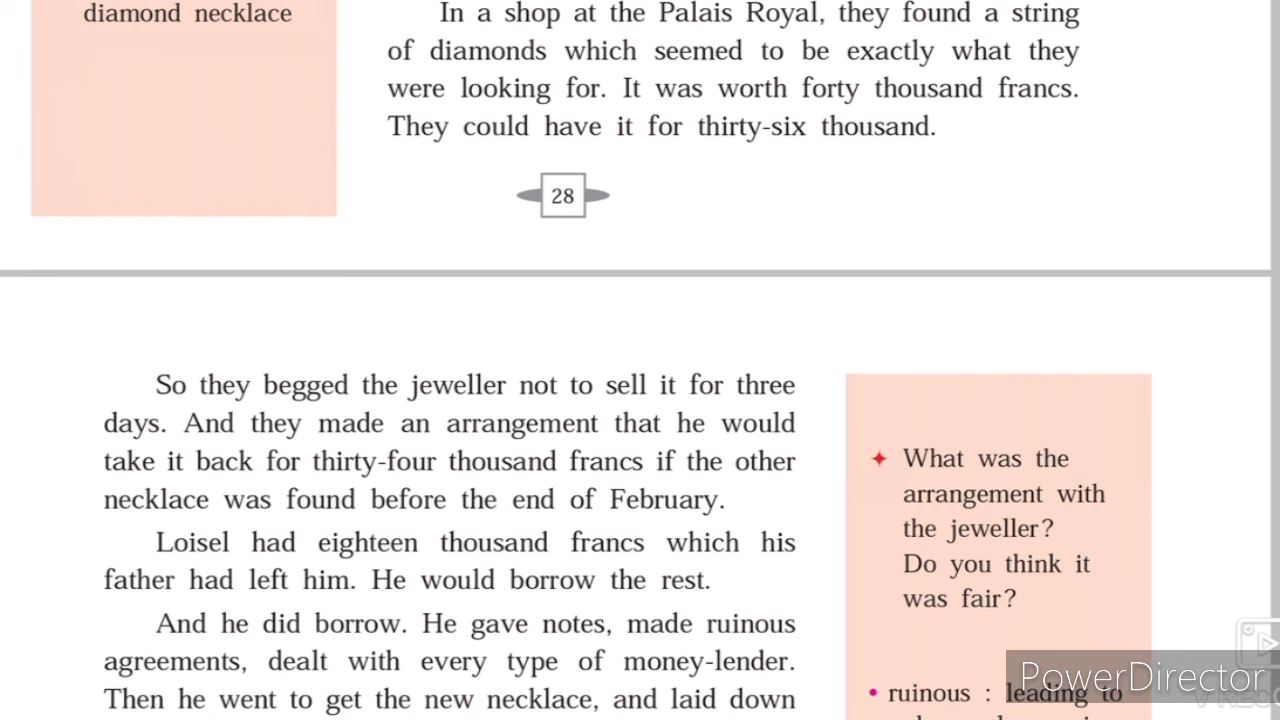 diamond necklace
In a shop at the Palais Royal, they found a string
of diamonds which seemed to be exactly what they
were looking for. It was worth forty thousand francs.
They could have it for thirty-six thousand.
28
So they begged the jeweller not to sell it for three
days. And they made an arrangement that he would
take it back for thirty-four thousand francs if the other
necklace was found before the end of February.
Loisel had eighteen thousand francs which his
father had left him. He would borrow the rest.
And he did borrow. He gave notes, made ruinous
agreements, dealt with every type of money-lender.
Then he went to get the new necklace, and laid down
✦ What was the
arrangement with
the jeweller?
Do you think it
was fair?
• ruinous : leading to
PowerDirector